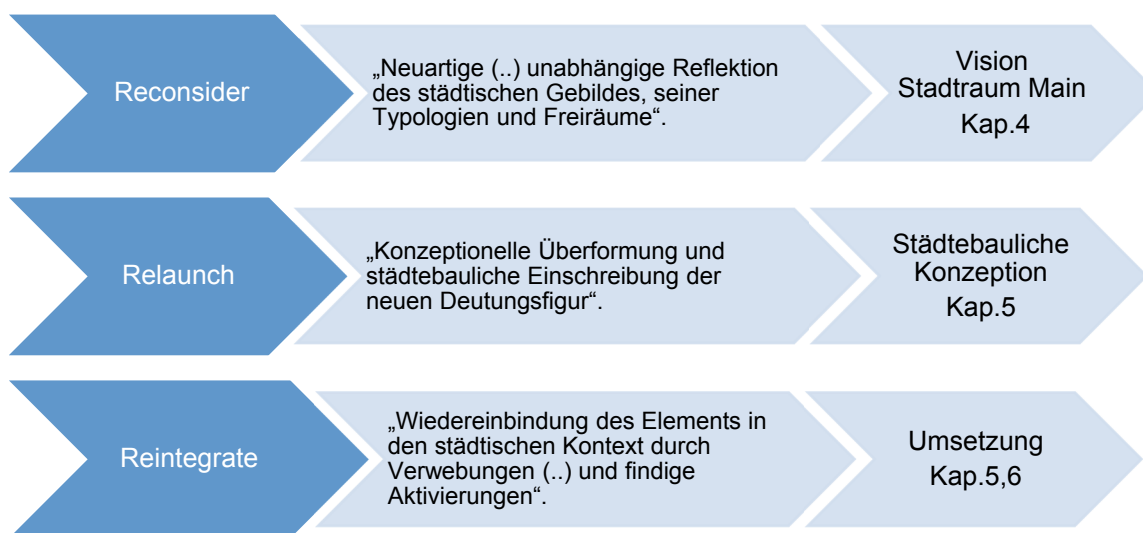 Reconsider
„Neuartige (..) unabhängige Reflektion
des städtischen Gebildes, seiner
Typologien und Freiräume“.
Vision
Stadtraum Main
Kap.4
Relaunch
„Konzeptionelle Überformung und
städtebauliche Einschreibung der
neuen Deutungsfigur“.
Städtebauliche
Konzeption
Kap.5
Reintegrate
„Wiedereinbindung des Elements in
den städtischen Kontext durch
Verwebungen (..) und findige
Aktivierungen“.
Umsetzung
Kap.5,6